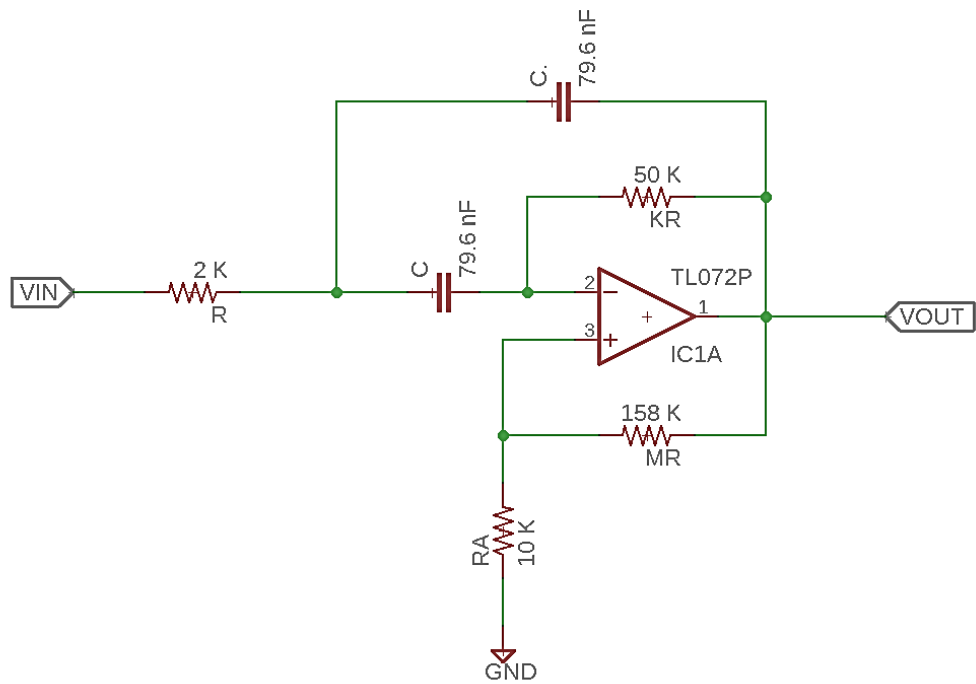 C.
79.6 nF
50 K
KR
C
79.6 nF
VIN
2 K
R
2
3
1
TL072P
IC1A
VOUT
158 K
MR
RA
10 K
GND